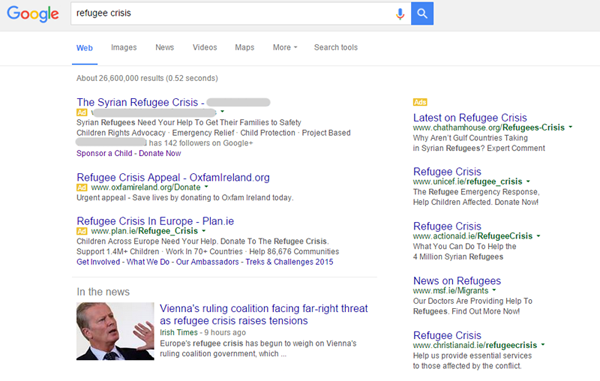 Google
refugee crisis
Web Images News Videos Maps More Search tools
About 26,600,000 results (0.52 seconds)
The Syrian Refugee Crisis -
Ad
Syrian Refugees Need Your Help To Get Their Families to Safety
Children Rights Advocacy · Emergency Relief · Child Protection · Project Based
has 142 followers on Google+
Sponsor a Child - Donate Now
Refugee Crisis Appeal - OxfamIreland.org
Ad www.oxfamireland.org/Donate
Urgent appeal - Save lives by donating to Oxfam Ireland today.
Refugee Crisis In Europe - Plan.ie
Ad www.plan.ie/Refugee_Crisis
Children Across Europe Need Your Help. Donate To The Refugee Crisis.
Support 1.4M+ Children · Work In 70+ Countries · Help 86,676 Communities
Get Involved - What We Do - Our Ambassadors - Treks & Challenges 2015
In the news
Vienna's ruling coalition facing far-right threat
as refugee crisis raises tensions
Irish Times - 9 hours ago
Europe's refugee crisis has begun to weigh on Vienna's
ruling coalition government, which ...
Ads
Latest on Refugee Crisis
www.chathamhouse.org/Refugees-Crisis
Why Aren't Gulf Countries Taking
in Syrian Refugees? Expert Comment
Refugee Crisis
www.unicef.ie/refugee_crisis
The Refugee Emergency Response,
Help Children Affected. Donate Now!
Refugee Crisis
www.actionaid.ie/RefugeeCrisis
What You Can Do To Help the
4 Million Syrian Refugees
News on Refugees
www.msf.ie/Migrants
Our Doctors Are Providing Help To
Refugees. Find Out More Now!
Refugee Crisis
www.christianaid.ie/refugeecrisis
Help us provide essential services
to those affected by the conflict.